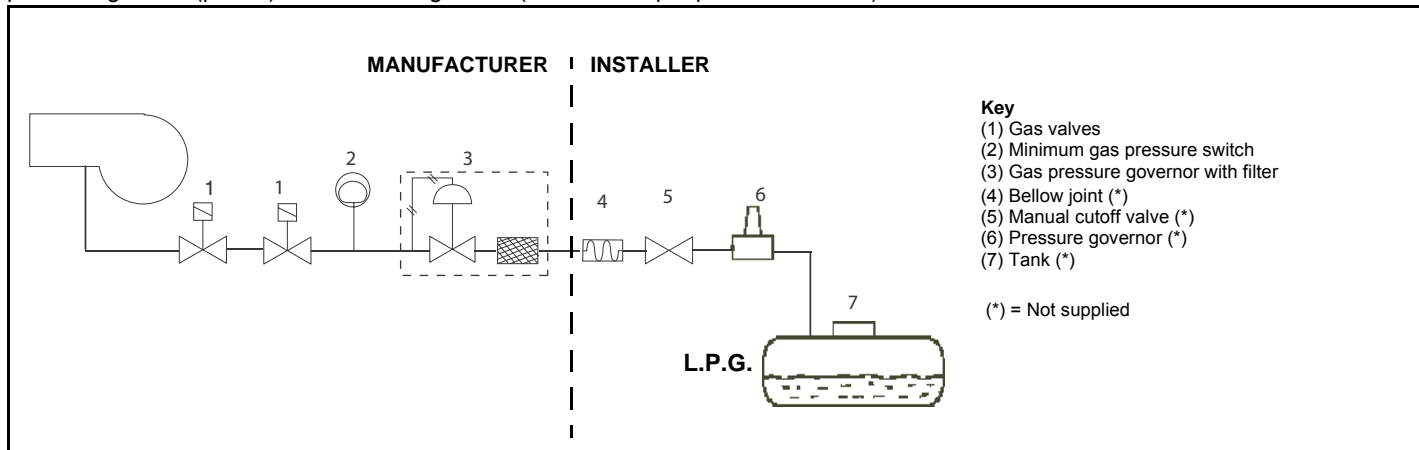 MANUFACTURER INSTALLER
Key
(1) Gas valves
(2) Minimum gas pressure switch
(3) Gas pressure governor with filter
(4) Bellow joint (*)
(5) Manual cutoff valve (*)
(6) Pressure governor (*)
(7) Tank (*)
(*) = Not supplied
1 1 2 3 4 5 6
7
L.P.G.